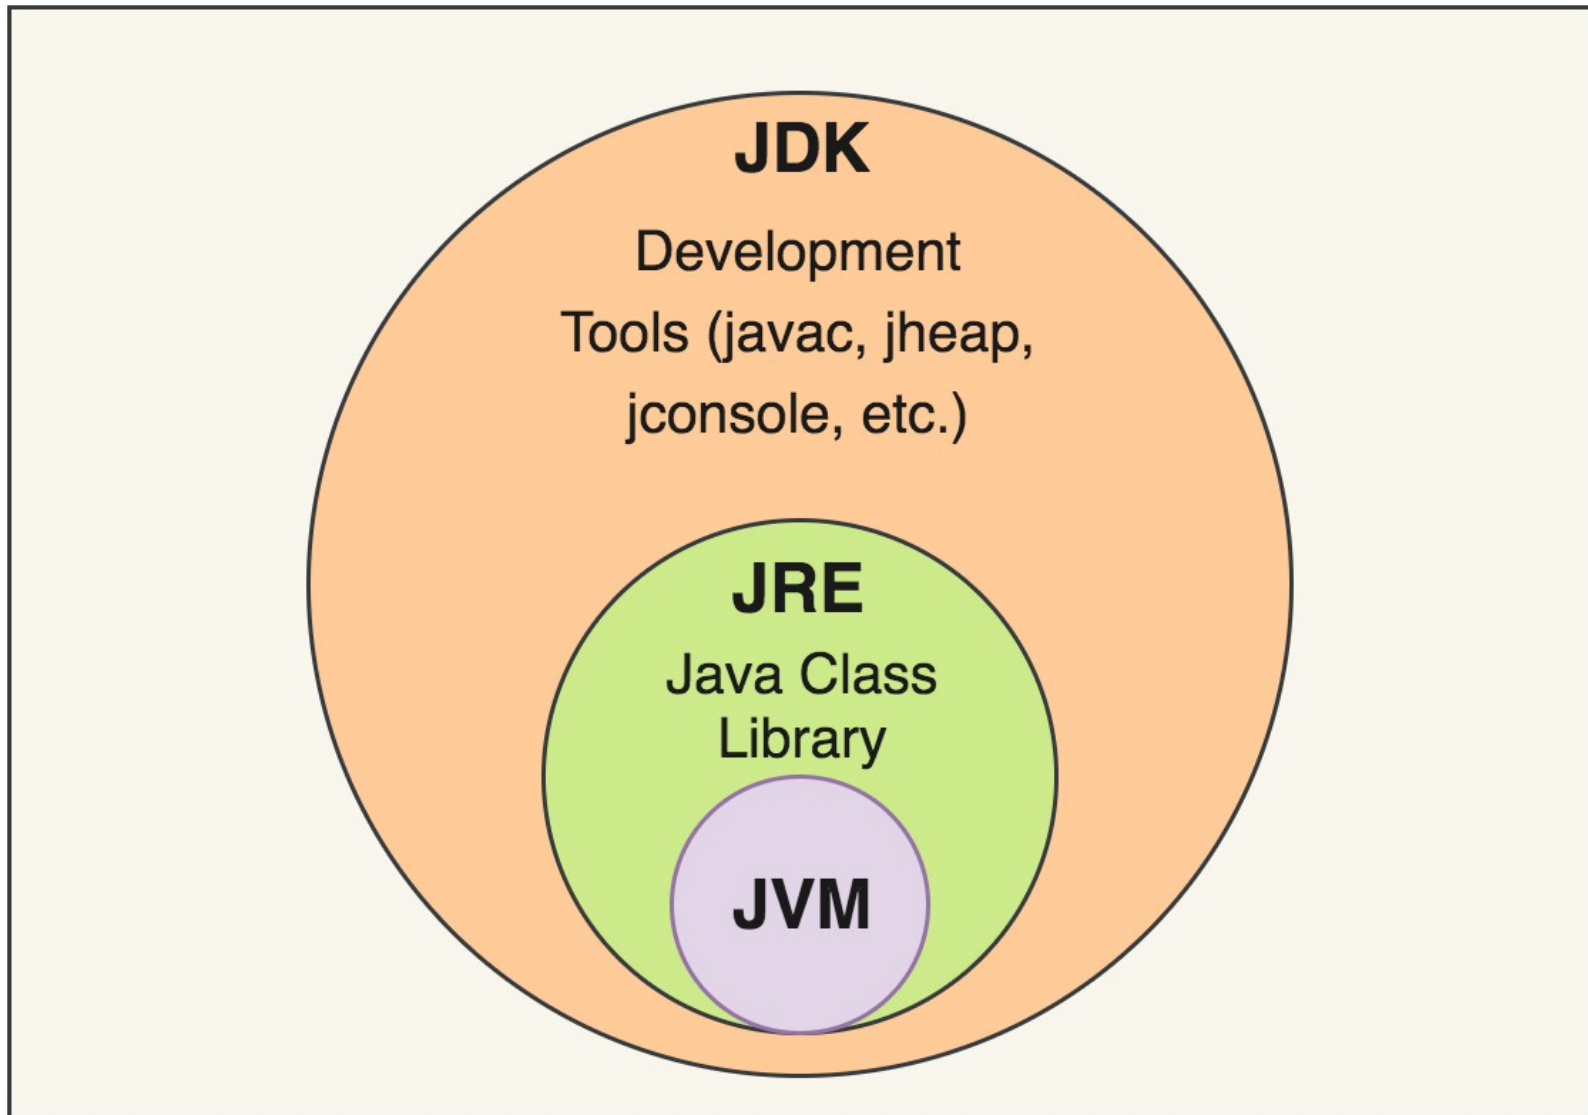 JDK
Development
Tools (javac, jheap,
jconsole, etc.)
JRE
Java Class
Library
JVM